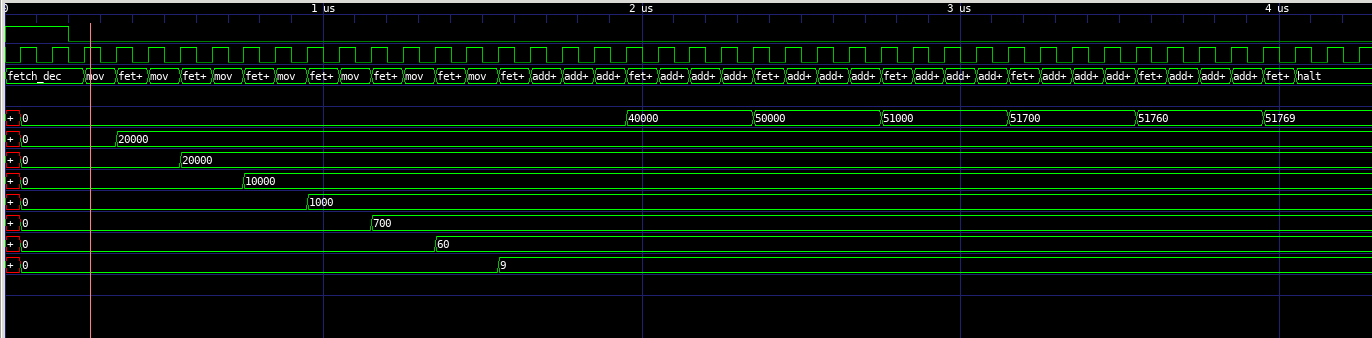 0 1 us 2 us 3 us 4 us
fetch_dec mov fet+ mov fet+ mov fet+ mov fet+ mov fet+ mov fet+ mov fet+ add+ add+ add+ fet+ add+ add+ add+ fet+ add+ add+ add+ fet+ add+ add+ add+ fet+ add+ add+ add+ fet+ add+ add+ add+ fet+ halt
+ 0 40000 50000 51000 51700 51760 51769
+ 0 20000
+ 0 20000
+ 0 10000
+ 0 1000
+ 0 700
+ 0 60
+ 0 9